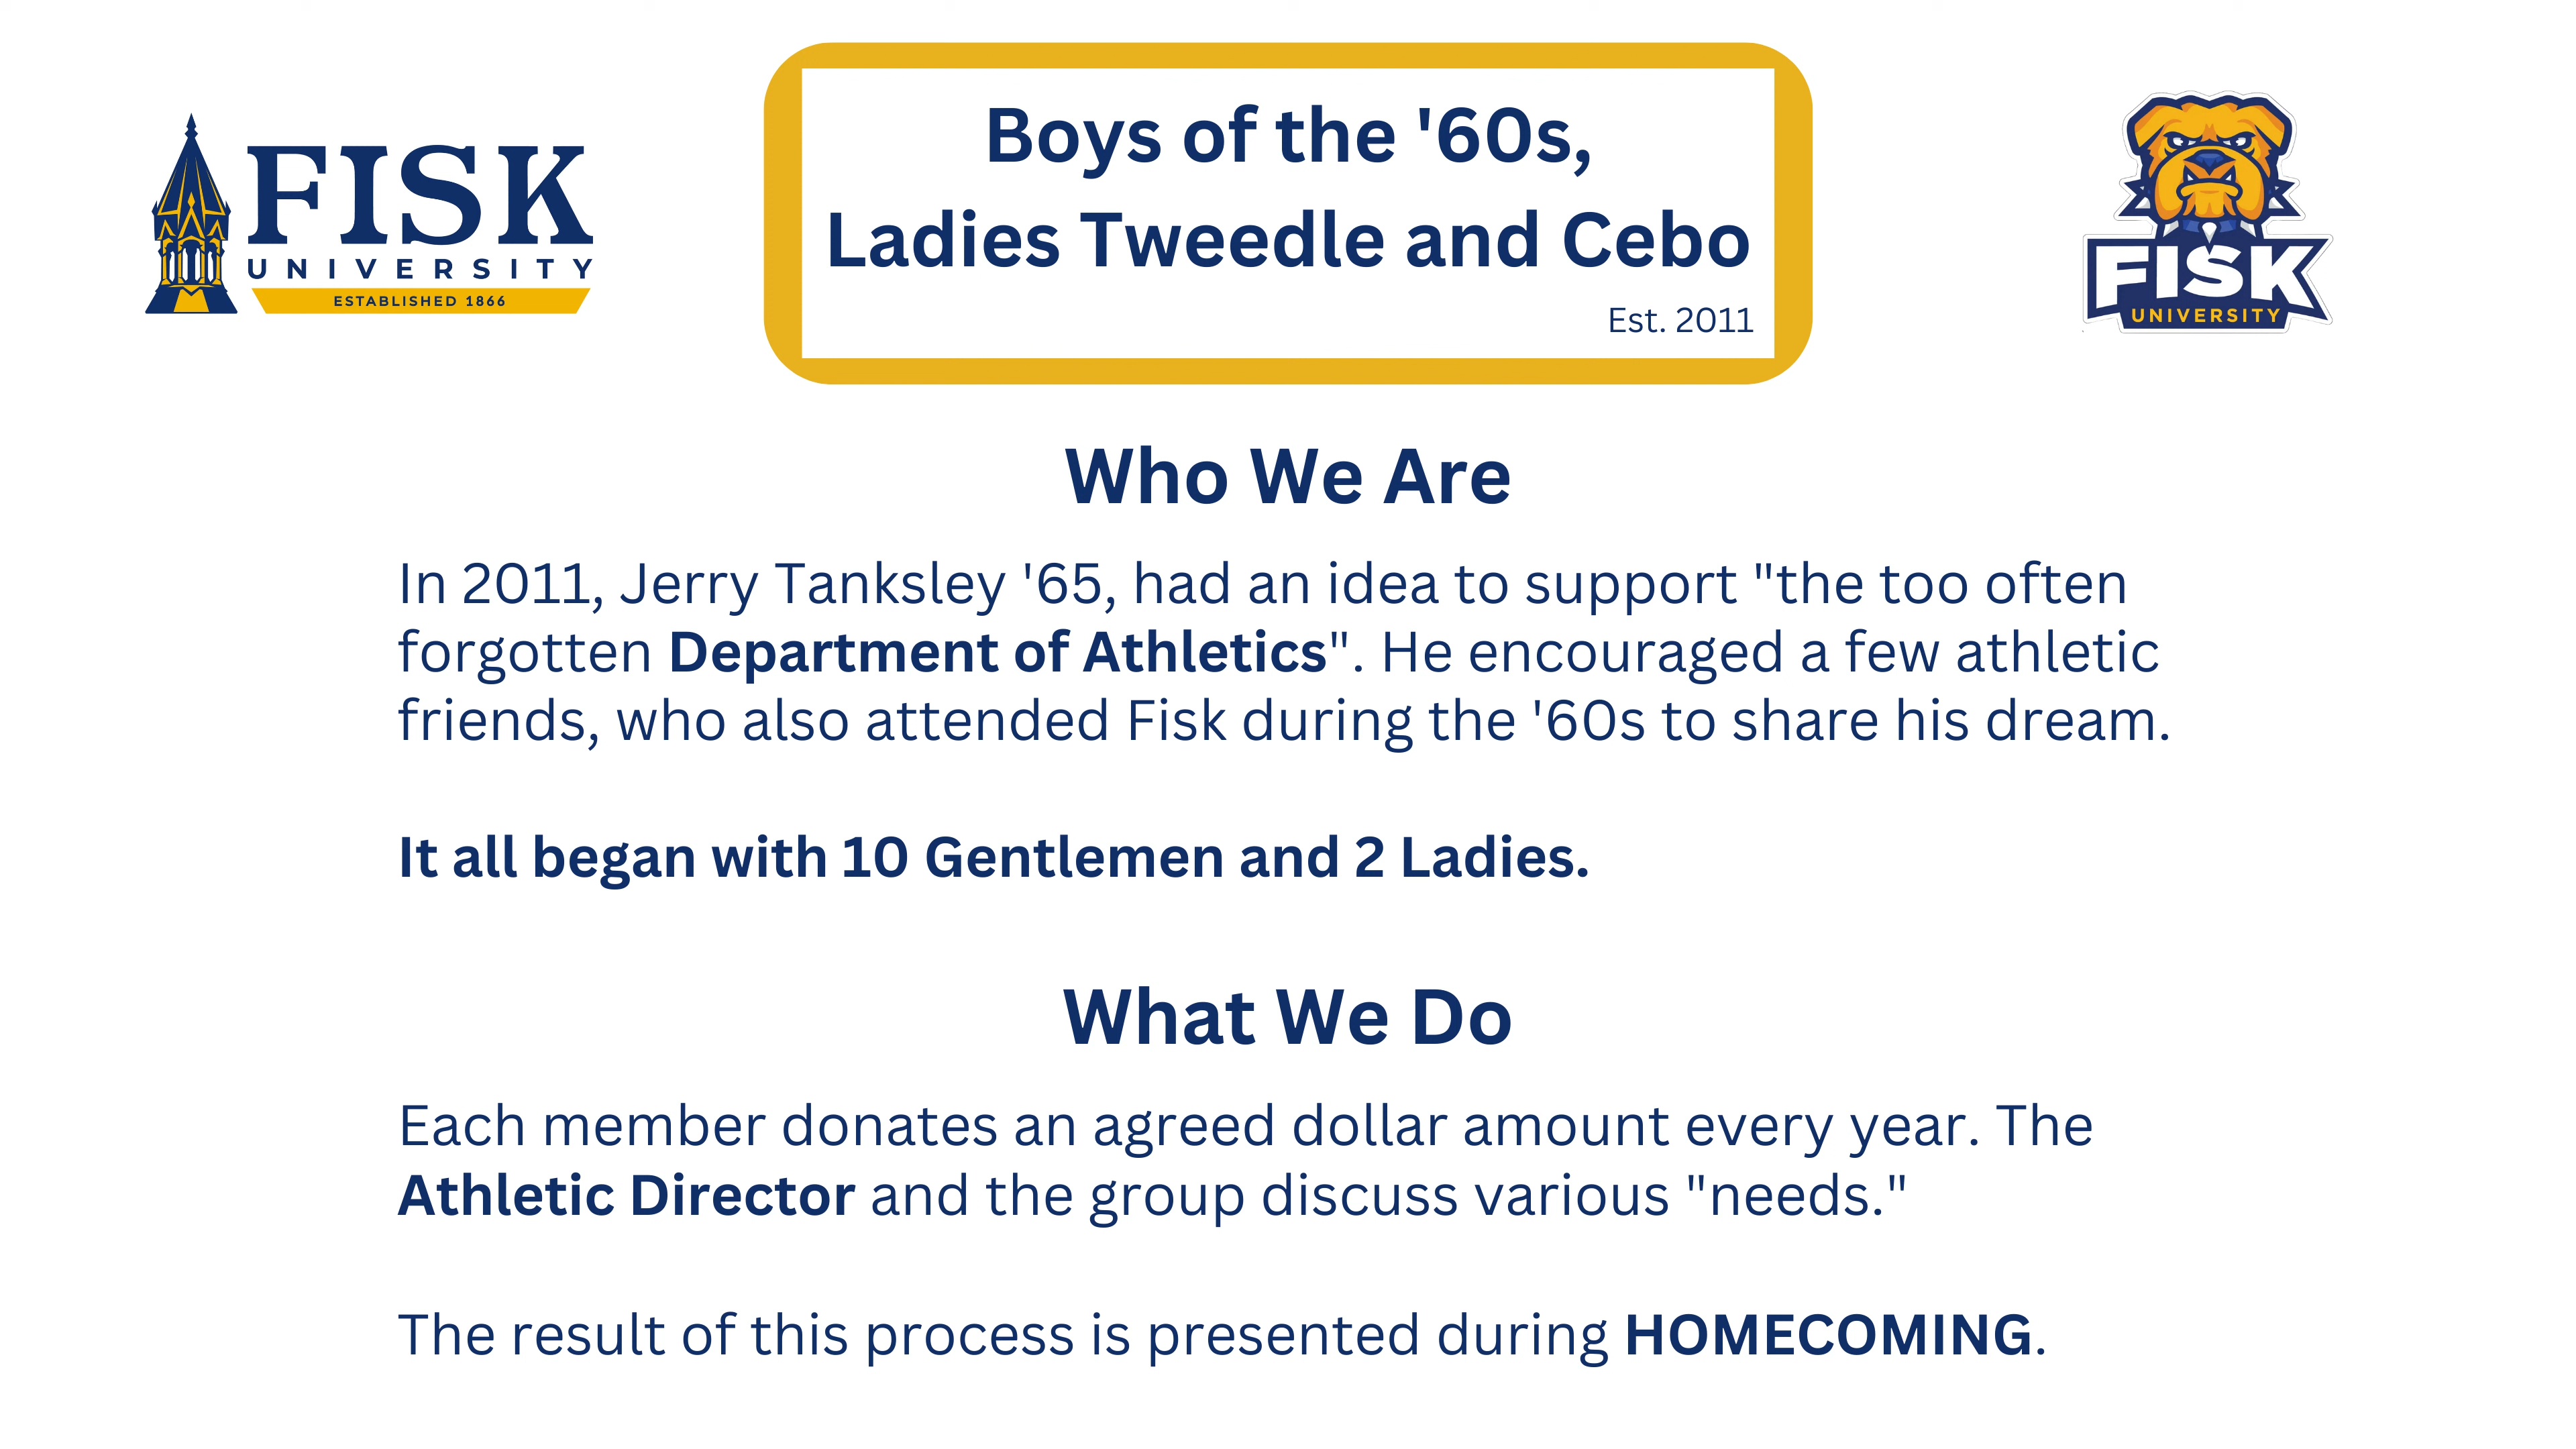 FISK
UNIVERSITY
ESTABLISHED 1866
Boys of the '60s,
Ladies Tweedle and Cebo
Est. 2011
FISK
UNIVERSITY
Who We Are
In 2011, Jerry Tanksley '65, had an idea to support "the too often
forgotten Department of Athletics". He encouraged a few athletic
friends, who also attended Fisk during the '60s to share his dream.
It all began with 10 Gentlemen and 2 Ladies.
What We Do
Each member donates an agreed dollar amount every year. The
Athletic Director and the group discuss various "needs."
The result of this process is presented during HOMECOMING.